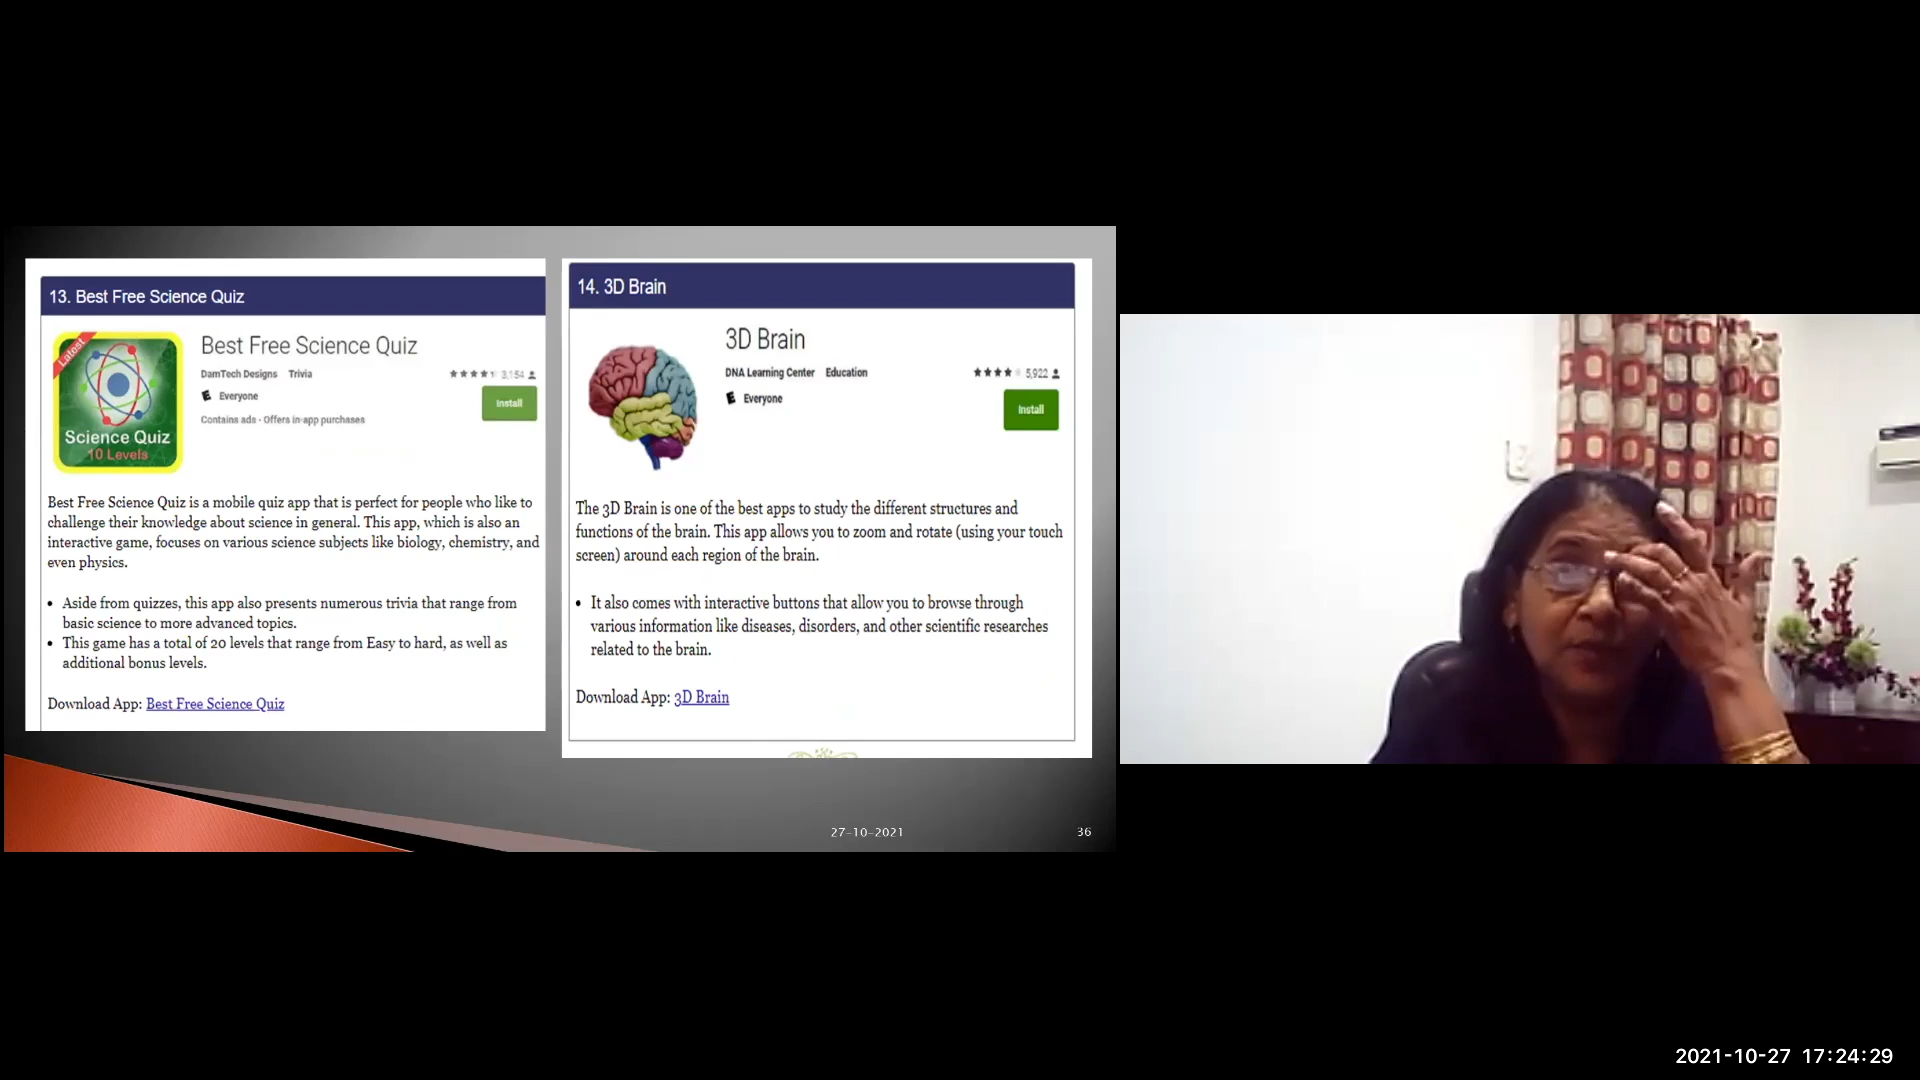 13. Best Free Science Quiz
Latest
Science Quiz
10 Levels
Best Free Science Quiz
DamTech Designs Trivia
3,154
E Everyone
Install
Contains ads · Offers in-app purchases
Best Free Science Quiz is a mobile quiz app that is perfect for people who like to
challenge their knowledge about science in general. This app, which is also an
interactive game, focuses on various science subjects like biology, chemistry, and
even physics.
• Aside from quizzes, this app also presents numerous trivia that range from
basic science to more advanced topics.
• This game has a total of 20 levels that range from Easy to hard, as well as
additional bonus levels.
Download App: Best Free Science Quiz
14. 3D Brain
3D Brain
DNA Learning Center Education
5,922
E Everyone
Install
The 3D Brain is one of the best apps to study the different structures and
functions of the brain. This app allows you to zoom and rotate (using your touch
screen) around each region of the brain.
• It also comes with interactive buttons that allow you to browse through
various information like diseases, disorders, and other scientific researches
related to the brain.
Download App: 3D Brain
27-10-2021
36
2021-10-27 17:24:29